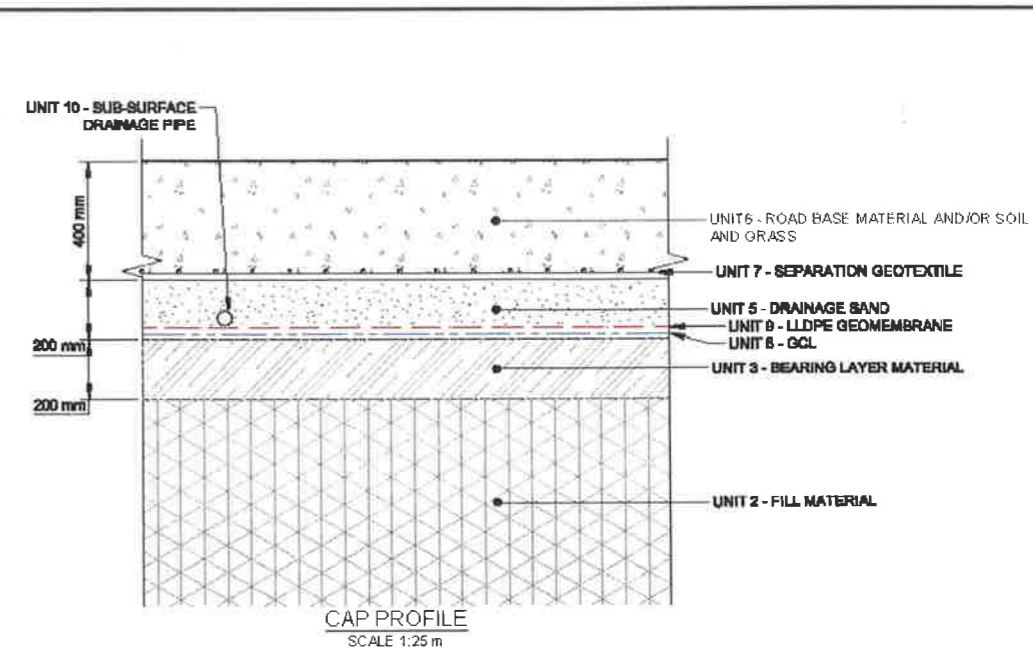 UNIT 10 - SUB-SURFACE
DRAINAGE PIPE
400 mm
UNIT 6 - ROAD BASE MATERIAL AND/OR SOIL
AND GRASS
UNIT 7 - SEPARATION GEOTEXTILE
UNIT 5 - DRAINAGE SAND
UNIT 9 - LLDPE GEOMEMBRANE
UNIT 8 - GCL
200 mm
UNIT 3 - BEARING LAYER MATERIAL
200 mm
UNIT 2 - FILL MATERIAL
CAP PROFILE
SCALE 1:25 m